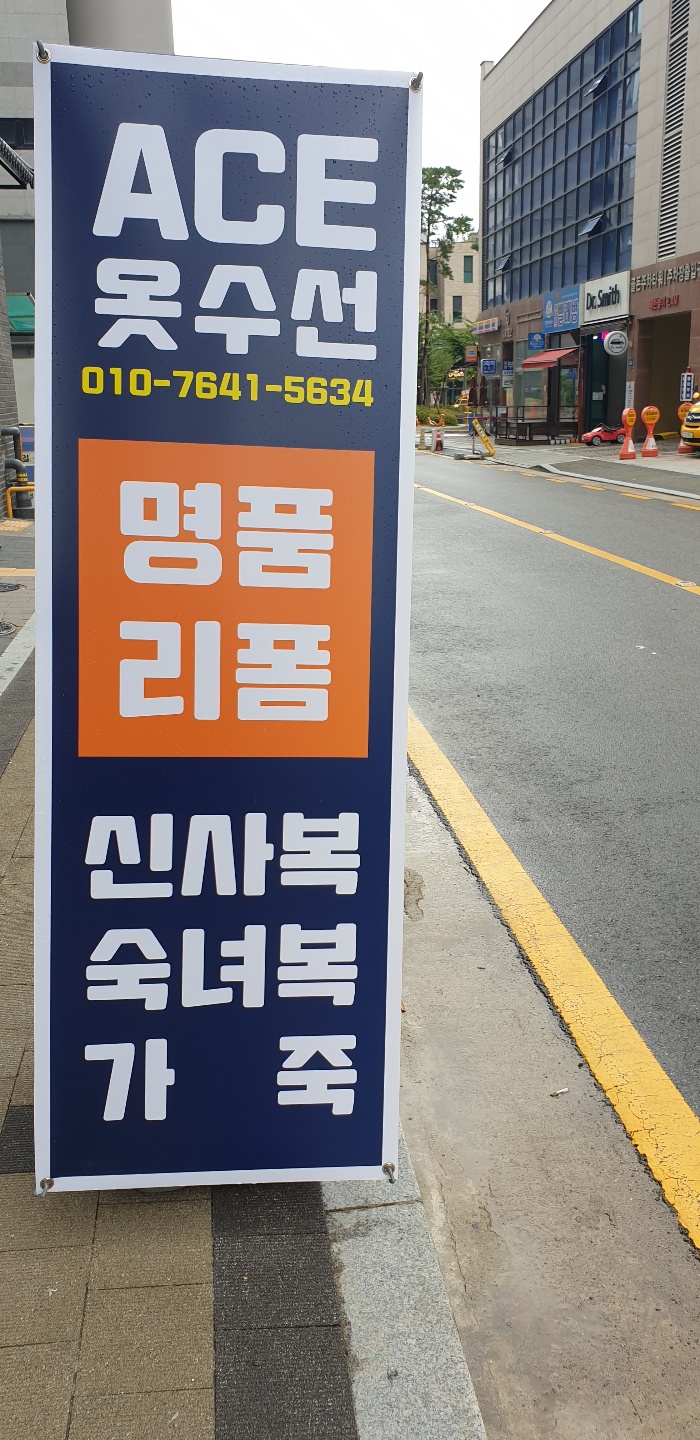 ACE
옷수선
010-7641-5634
명품
리폼
신사복
숙녀복
가 죽
Dr. Smith